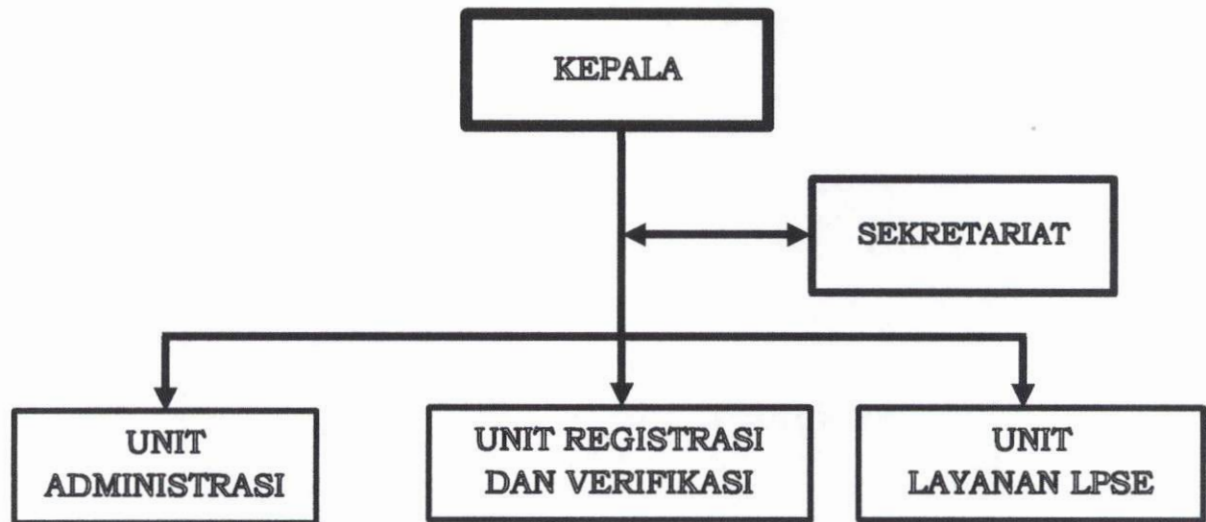 KEPALA
SEKRETARIAT
UNIT
ADMINISTRASI
UNIT REGISTRASI
DAN VERIFIKASI
UNIT
LAYANAN LPSE